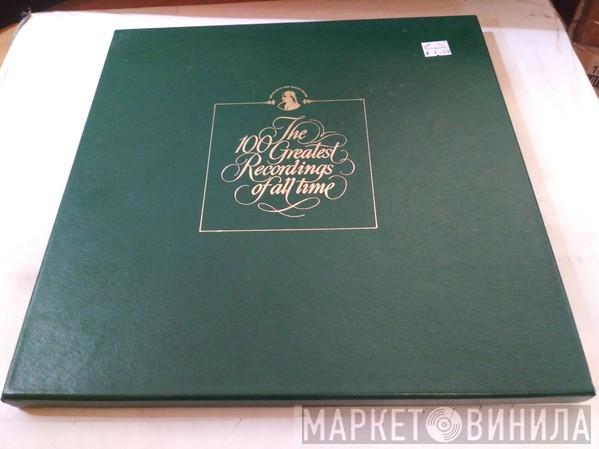 The
100 Greatest
Recordings
of all time
МАРКЕТ ВИНИЛА